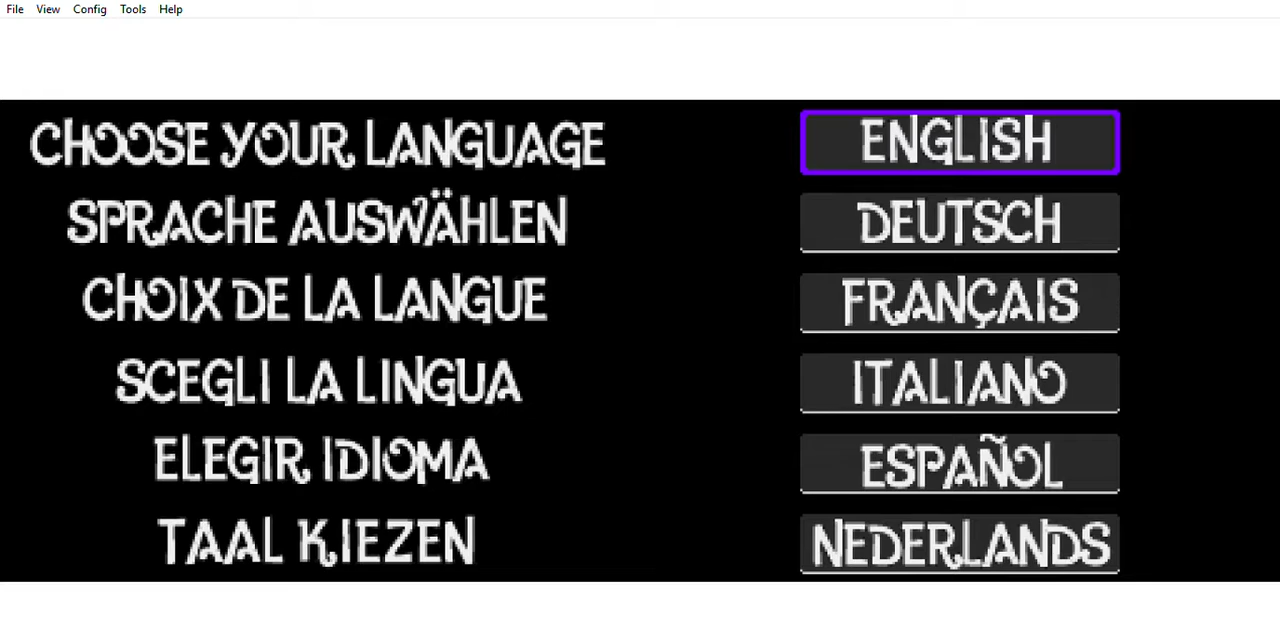 File View Config Tools Help
CHOOSE YOUR LANGUAGE ENGLISH
SPRACHE AUSWÄHLEN DEUTSCH
CHOIX DE LA LANGUE FRANÇAIS
SCEGLI LA LINGUA ITALIANO
ELEGIR IDIOMA ESPAÑOL
TAAL KIEZEN NEDERLANDS